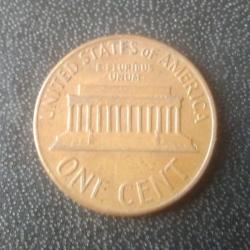 UNITED STATES OF AMERICA
E·PLURIBUS
UNUM
ONE CENT